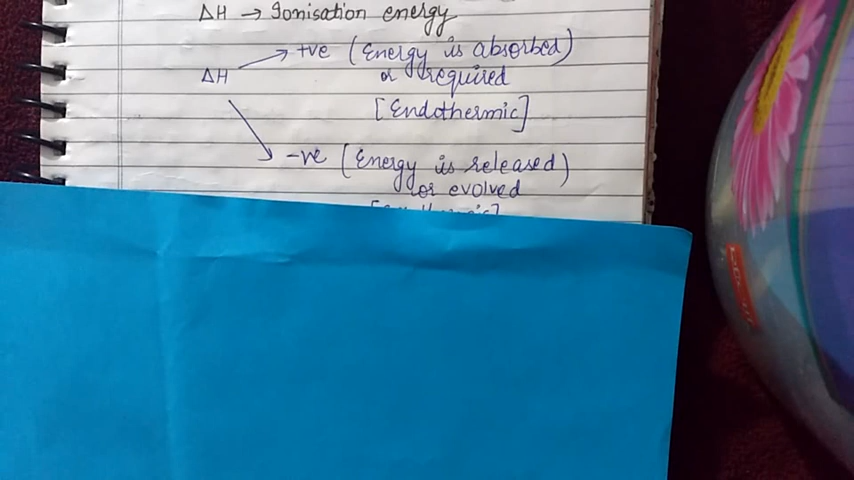 ΔH → Ionisation energy
+ve (Energy is absorbed)
ΔH or required
[Endothermic]
-ve (Energy is released)
or evolved